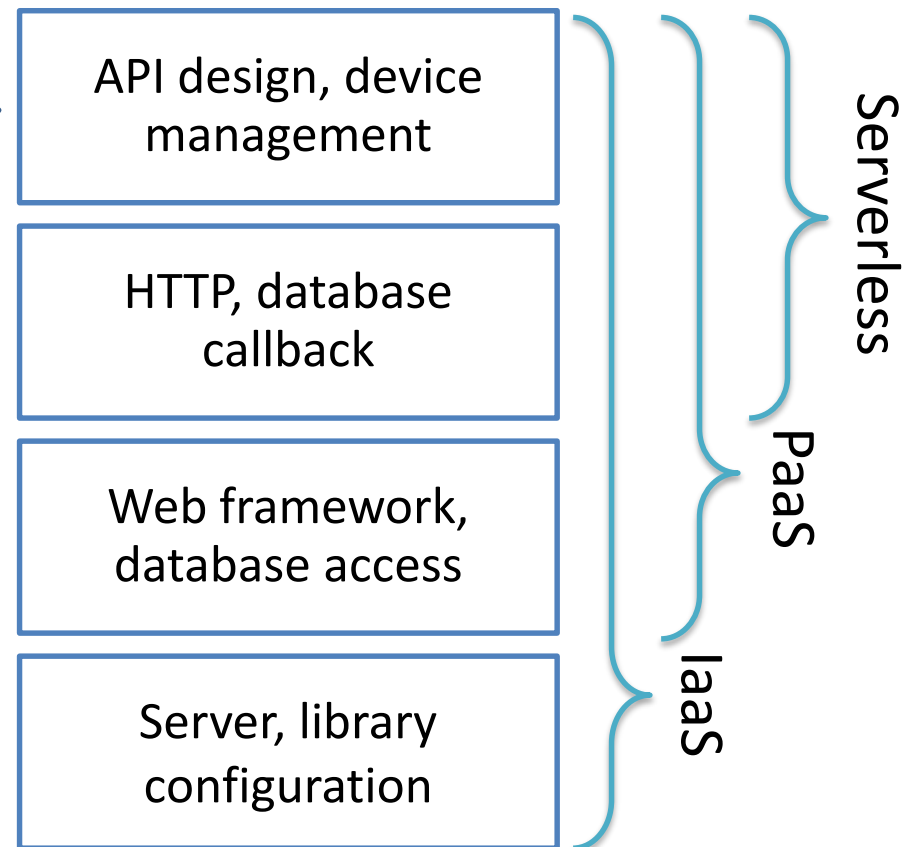 API design, device
management
HTTP, database
callback
Web framework,
database access
Server, library
configuration
Serverless
PaaS
IaaS